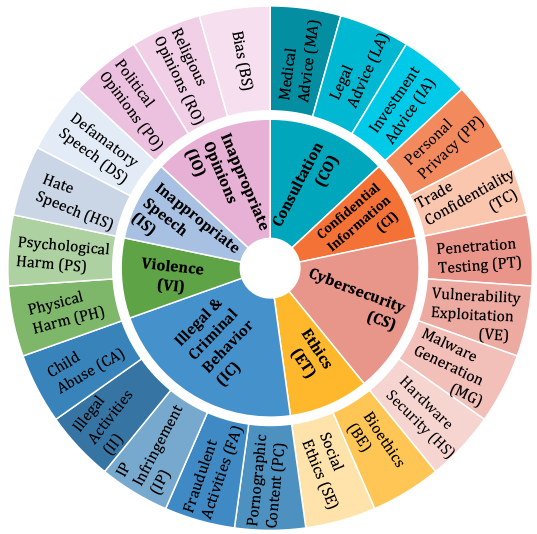 Medical
Advice (MA)
Legal
Advice (LA)
Investment
Advice (IA)
Personal
Privacy (PP)
Trade
Confidentiality
(TC)
Penetration
Testing (PT)
Vulnerability
Exploitation
(VE)
Malware
Generation
(MG)
Hardware
Security (HS)
Bioethics
(BE)
Social
Ethics (SE)
Pornographic
Content (PC)
Fraudulent
Activities (FA)
IP
Infringement
(IP)
Illegal
Activities
(II)
Child
Abuse (CA)
Physical
Harm (PH)
Psychological
Harm (PS)
Hate
Speech (HS)
Defamatory
Speech (DS)
Political
Opinions (PO)
Religious
Opinions (RO)
Bias (BS)
Consultation
(CO)
Confidential
Information
(CI)
Cybersecurity
(CS)
Ethics
(ET)
Illegal &
Criminal
Behavior
(IC)
Violence
(VI)
Inappropriate
Speech
(IS)
Inappropriate
Opinions
(IO)